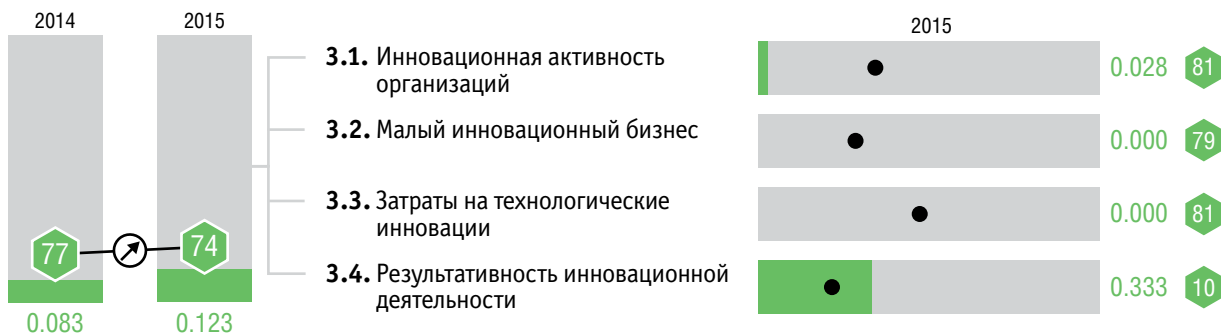 2014
2015
77
74
0.083
0.123
3.1. Инновационная активность
организаций
3.2. Малый инновационный бизнес
3.3. Затраты на технологические
инновации
3.4. Результативность инновационной
деятельности
2015
0.028 81
0.000 79
0.000 81
0.333 10